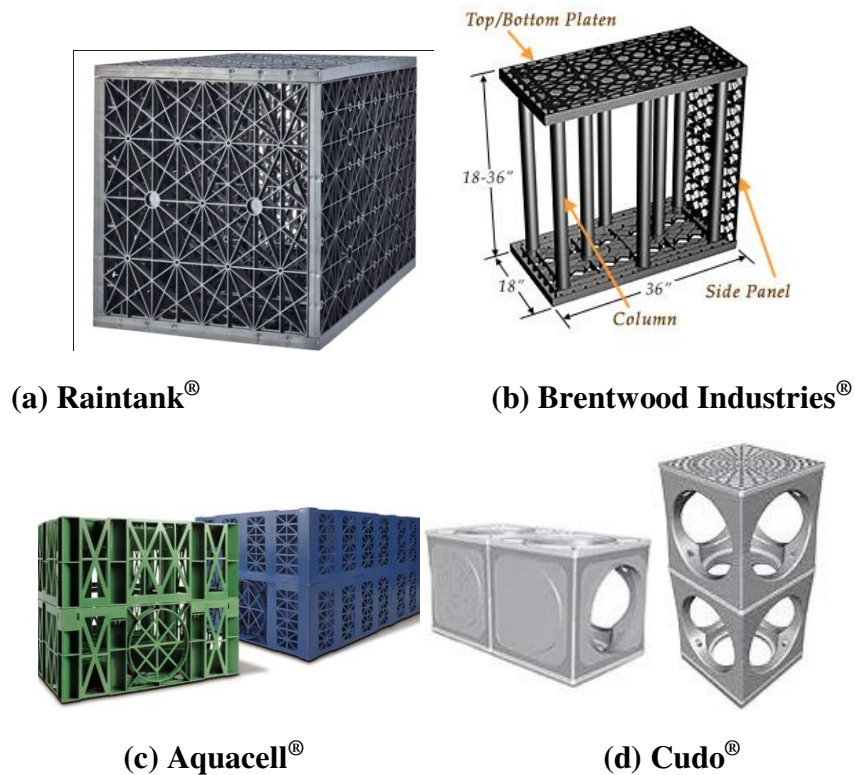 Top/Bottom Platen
18-36"
18"
36"
Side Panel
Column
(a) Raintank®
(b) Brentwood Industries®
(c) Aquacell®
(d) Cudo®